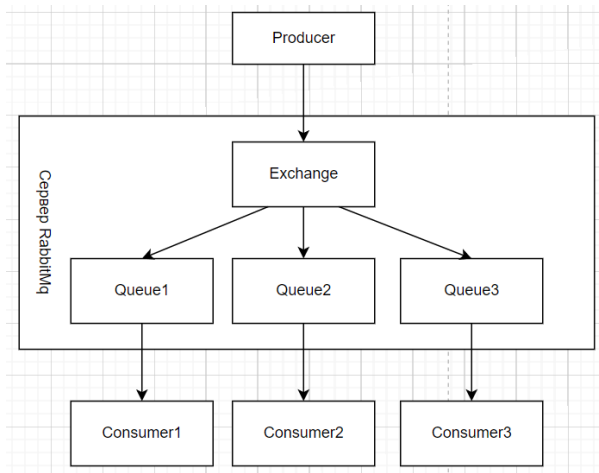 Producer
Сервер RabbitMq
Exchange
Queue1
Queue2
Queue3
Consumer1
Consumer2
Consumer3